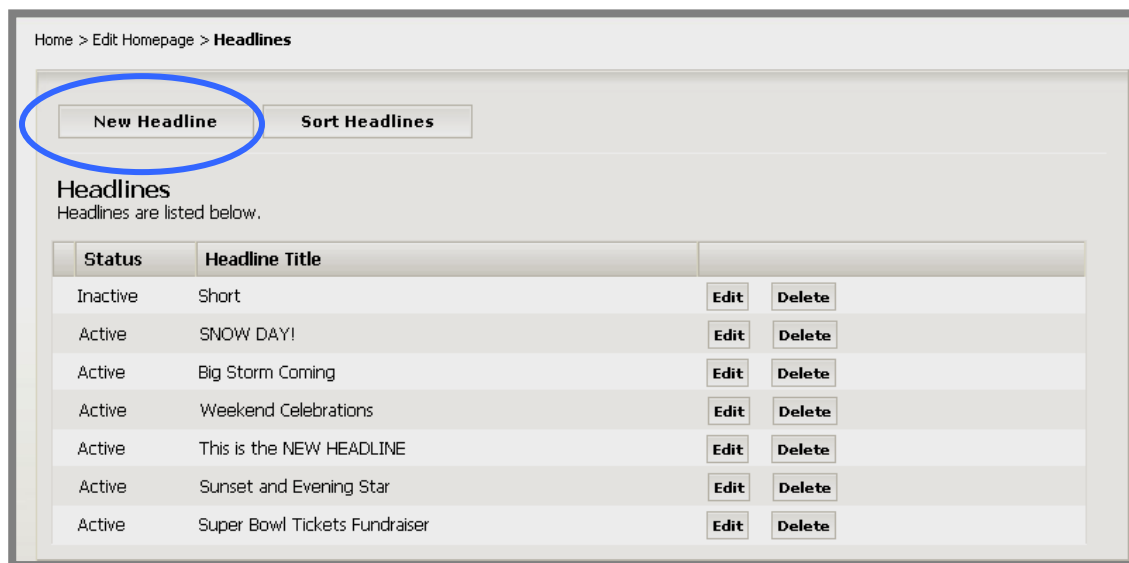 Home > Edit Homepage > Headlines
New Headline Sort Headlines
Headlines
Headlines are listed below.
Status Headline Title
Inactive Short Edit Delete
Active SNOW DAY! Edit Delete
Active Big Storm Coming Edit Delete
Active Weekend Celebrations Edit Delete
Active This is the NEW HEADLINE Edit Delete
Active Sunset and Evening Star Edit Delete
Active Super Bowl Tickets Fundraiser Edit Delete